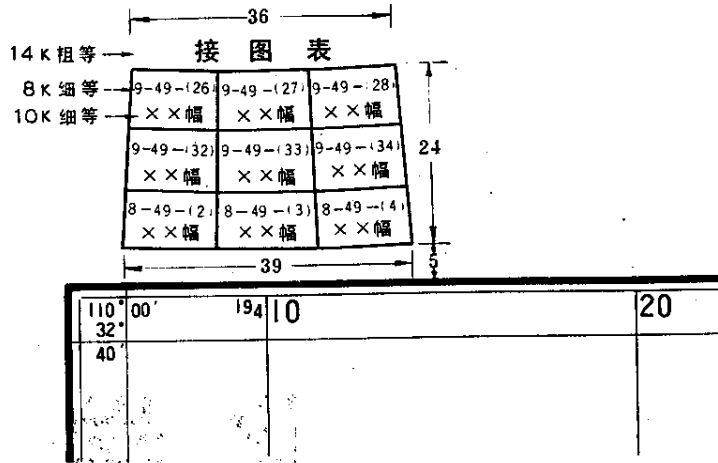 36
14K粗等 接图表
8K细等 9-49-(26) 9-49-(27) 9-49-(28)
10K细等 ××幅 ××幅 ××幅
9-49-(32) 9-49-(33) 9-49-(34) 24
××幅 ××幅 ××幅
8-49-(2) 8-49-(3) 8-49-(4)
××幅 ××幅 ××幅
39 5
110°00′ 19410 20
32°
40′